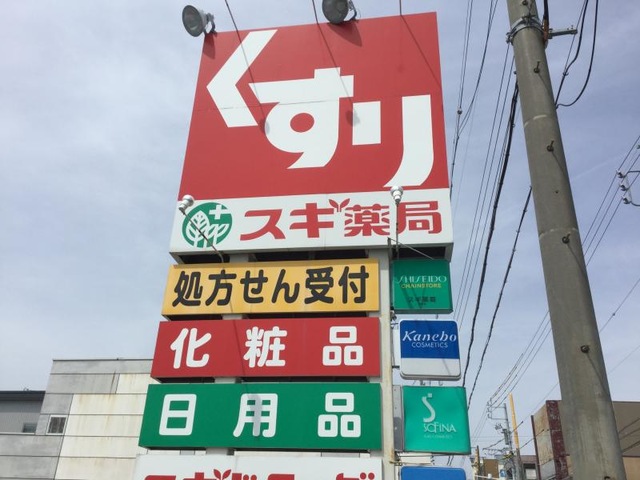 くすり
スギ薬局
処方せん受付
SHISEIDO
CHAINSTORE
化粧品
Kanebo
COSMETICS
日用品
SOFINA